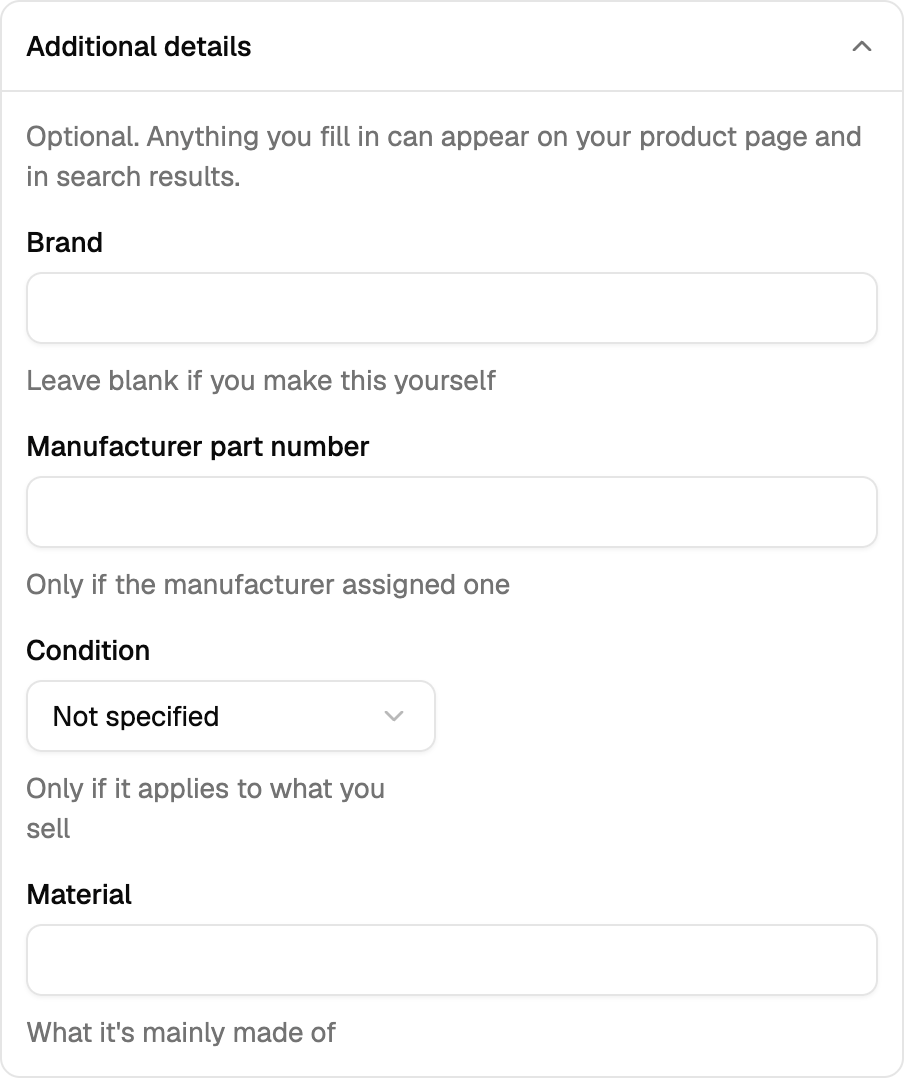 Additional details
Optional. Anything you fill in can appear on your product page and
in search results.
Brand
Leave blank if you make this yourself
Manufacturer part number
Only if the manufacturer assigned one
Condition
Not specified
Only if it applies to what you
sell
Material
What it's mainly made of